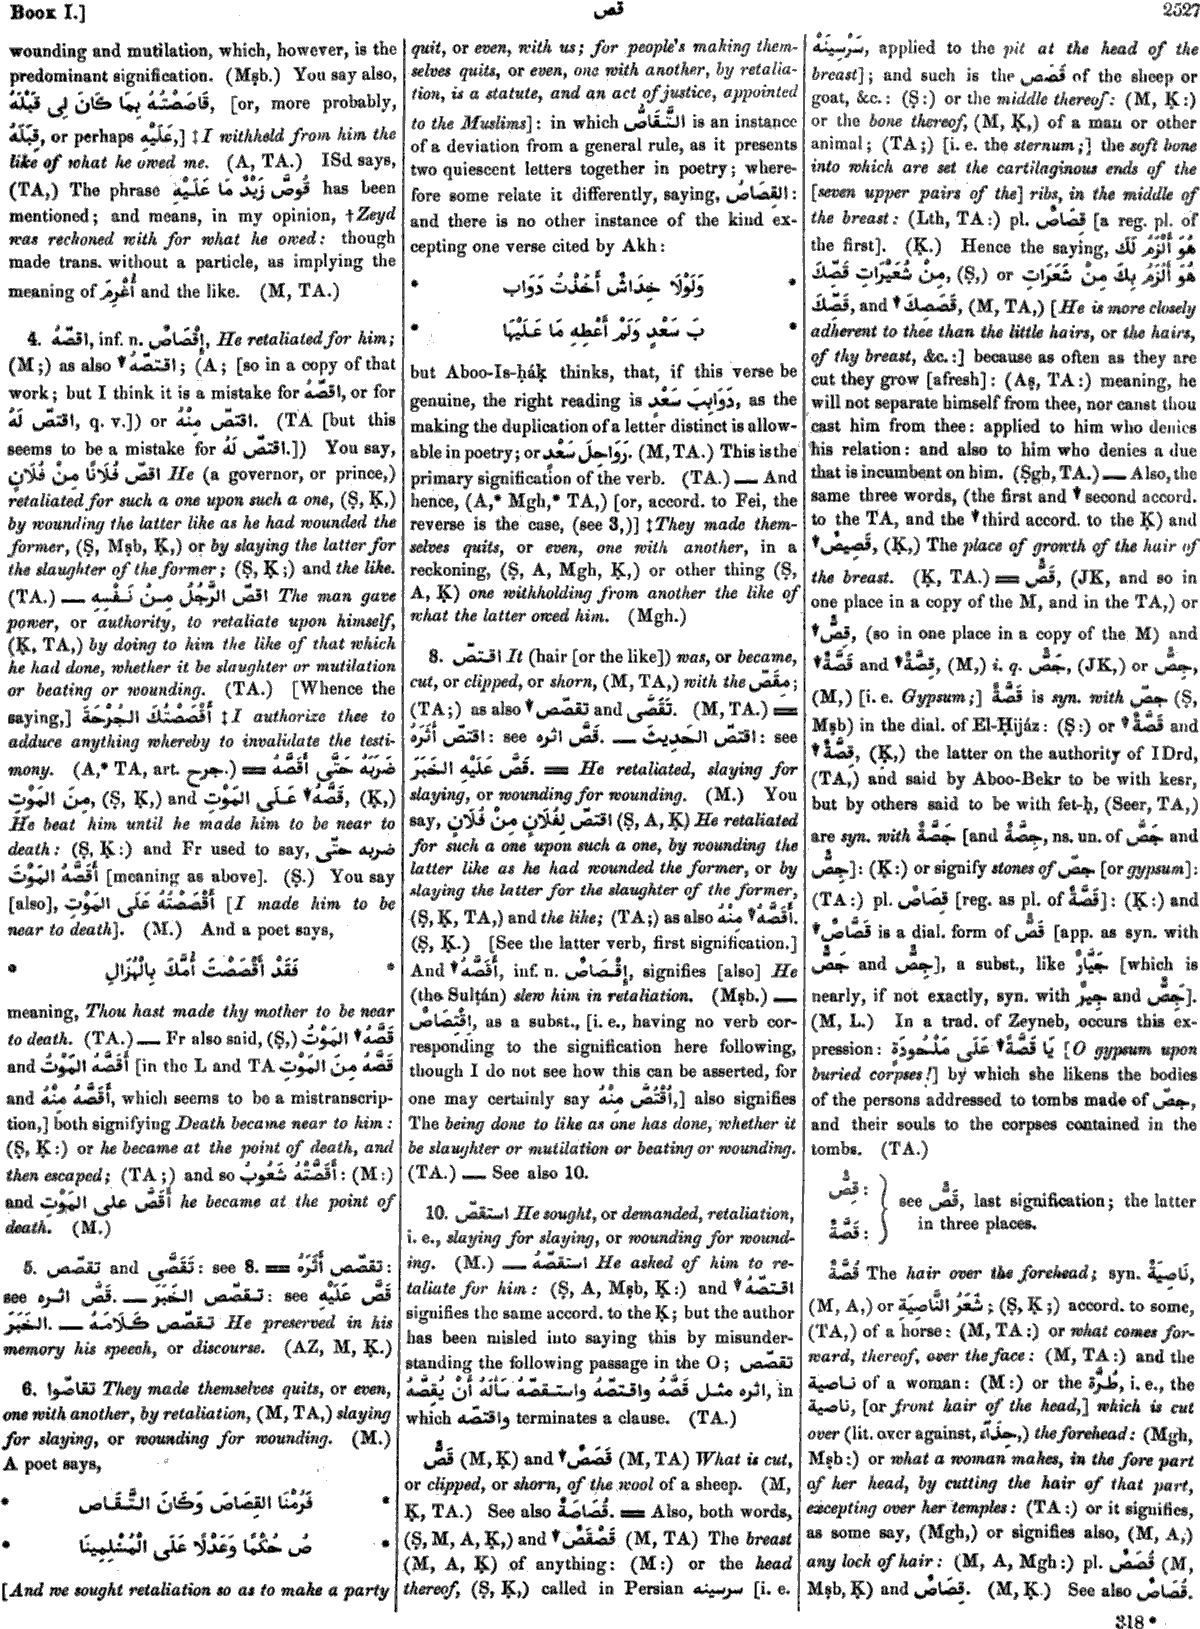 Book I.]
قص
2527
wounding and mutilation, which, however, is the
predominant signification. (Mṣb.) You say also,
قَاصَصْتُهُ بِمَا كَانَ لِى قِبَلَهُ, [or, more probably,
قِبَلَهُ, or perhaps عَلَيْهِ,] ‡ I withheld from him the
like of what he owed me. (A, TA.) ISd says,
(TA,) The phrase قُوصَّ زَيْدٌ مَا عَلَيْهِ has been
mentioned; and means, in my opinion, † Zeyd
was reckoned with for what he owed: though
made trans. without a particle, as implying the
meaning of أُغْرِمَ and the like. (M, TA.)
4. اقصّهُ, inf. n. إِقْصَاصٌ, He retaliated for him;
(M;) as also ▼ اقتصّهُ; (A; [so in a copy of that
work; but I think it is a mistake for اقصّهُ, or for
اقتصّ لَهُ, q. v.]) or اقتصّ مِنْهُ. (TA [but this
seems to be a mistake for اقتصّ لَهُ.]) You say,
اقصّ فُلَانًا مِنْ فُلَانٍ He (a governor, or prince,)
retaliated for such a one upon such a one, (Ṣ, Ḳ,)
by wounding the latter like as he had wounded the
former, (Ṣ, Mṣb, Ḳ,) or by slaying the latter for
the slaughter of the former; (Ṣ, Ḳ;) and the like.
(TA.) — اقصّ الرَّجُلُ مِنْ نَفْسِهِ The man gave
power, or authority, to retaliate upon himself,
(Ḳ, TA,) by doing to him the like of that which
he had done, whether it be slaughter or mutilation
or beating or wounding. (TA.) [Whence the
saying,] أَقْصَصْتُكَ الجُرْحَةَ ‡ I authorize thee to
adduce anything whereby to invalidate the testi-
mony. (A,* TA, art. جرح.) = ضَرَبَهُ حَتَّى أَقَصَّهُ
مِنَ المَوْتِ, (Ṣ, Ḳ,) and ▼ قَصَّهُ عَلَى المَوْتِ, (Ḳ,)
He beat him until he made him to be near to
death: (Ṣ, Ḳ:) and Fr used to say, ضربه حتّى
أَقَصَّهُ المَوْتَ [meaning as above]. (Ṣ.) You say
[also], أَقْصَصْتُهُ عَلَى المَوْتِ [I made him to be
near to death]. (M.) And a poet says,
* فَقَدْ أَقْصَصْتَ أُمَّكَ بِالْهُزَالِ *
meaning, Thou hast made thy mother to be near
to death. (TA.) — Fr also said, (Ṣ,) ▼ قَصَّهُ المَوْتُ
and أَقَصَّهُ المَوْتُ [in the L and TA قَصَّهُ مِنَ المَوْتِ
and أَقَصَّهُ مِنْهُ, which seems to be a mistranscrip-
tion,] both signifying Death became near to him:
(Ṣ, Ḳ:) or he became at the point of death, and
then escaped; (TA;) and so أَقَصَّتْهُ شَعُوبُ: (M:)
and أَقَصَّ على المَوْتِ he became at the point of
death. (M.)
5. تقصّص and تَقَصَّى: see 8. = تقصّص أَثَرَهُ:
see قصّ اثره. — تقصّص الخَبَرَ: see قَصَّ عَلَيْهِ
الخَبَرَ. — تقصّص كَلَامَهُ He preserved in his
memory his speech, or discourse. (AZ, M, Ḳ.)
6. تقاصّوا They made themselves quits, or even,
one with another, by retaliation, (M, TA,) slaying
for slaying, or wounding for wounding. (M.)
A poet says,
* فَرُمْنَا القِصَاصَ وَكَانَ التَّقَاص *
* صُ حُكْمًا وَعَدْلًا عَلَى الْمُسْلِمِينَا *
[And we sought retaliation so as to make a party
quit, or even, with us; for people's making them-
selves quits, or even, one with another, by retalia-
tion, is a statute, and an act of justice, appointed
to the Muslims]: in which التَّقَاصُّ is an instance
of a deviation from a general rule, as it presents
two quiescent letters together in poetry; where-
fore some relate it differently, saying, القِصَاصُ:
and there is no other instance of the kind ex-
cepting one verse cited by Akh:
* وَلَوْلَا خِدَاشٌ أَخَذْتُ دَوَاب *
* بَ سَعْدٍ وَلَمْ أُعْطِهِ مَا عَلَيْهَا *
but Aboo-Is-ḥáḳ thinks, that, if this verse be
genuine, the right reading is دَوَابِبَ سَعْدٍ, as the
making the duplication of a letter distinct is allow-
able in poetry; or رَوَاحِلَ سَعْدٍ. (M, TA.) This is the
primary signification of the verb. (TA.) — And
hence, (A,* Mgh,* TA,) [or, accord. to Fei, the
reverse is the case, (see 3,)] ‡ They made them-
selves quits, or even, one with another, in a
reckoning, (Ṣ, A, Mgh, Ḳ,) or other thing (Ṣ,
A, Ḳ) one withholding from another the like of
what the latter owed him. (Mgh.)
8. اقتصّ It (hair [or the like]) was, or became,
cut, or clipped, or shorn, (M, TA,) with the مِقَصّ;
(TA;) as also ▼ تقصّص and تَقَصَّى. (M, TA.) =
اقتصّ أَثَرَهُ: see قَصَّ اثره. — اقتصّ الحَدِيثَ: see
قَصَّ عَلَيْهِ الخَبَرَ. = He retaliated, slaying for
slaying, or wounding for wounding. (M.) You
say, اقتصّ لِفُلَانٍ مِنْ فُلَانٍ (Ṣ, A, Ḳ) He retaliated
for such a one upon such a one, by wounding the
latter like as he had wounded the former, or by
slaying the latter for the slaughter of the former,
(Ṣ, Ḳ, TA,) and the like; (TA;) as also ▼ أَقَصَّهُ مِنْهُ.
(Ṣ, Ḳ.) [See the latter verb, first signification.]
And ▼ أَقَصَّهُ, inf. n. إِقْصَاصٌ, signifies [also] He
(the Sulṭán) slew him in retaliation. (Mṣb.) —
اِقْتِصَاصٌ, as a subst., [i. e., having no verb cor-
responding to the signification here following,
though I do not see how this can be asserted, for
one may certainly say اُقْتُصَّ مِنْهُ,] also signifies
The being done to like as one has done, whether it
be slaughter or mutilation or beating or wounding.
(TA.) — See also 10.
10. استقصّ He sought, or demanded, retaliation,
i. e., slaying for slaying, or wounding for wound-
ing. (M.) — استقصّهُ He asked of him to re-
taliate for him: (Ṣ, A, Mṣb, Ḳ:) and ▼ اقتصّهُ
signifies the same accord. to the Ḳ; but the author
has been misled into saying this by misunder-
standing the following passage in the O; تقصّص
اثره مثل قَصَّهُ واقتصّهُ واستقصّهُ سَأَلَهُ أَنْ يُقِصَّهُ, in
which واقتصّه terminates a clause. (TA.)
قَصٌّ (M, Ḳ) and ▼ قَصَصٌ (M, TA) What is cut,
or clipped, or shorn, of the wool of a sheep. (M,
Ḳ, TA.) See also قُصَاصَةٌ. = Also, both words,
(Ṣ, M, A, Ḳ,) and ▼ قَصْقَصٌ (M, TA) The breast
(M, A, Ḳ) of anything: (M:) or the head
thereof, (Ṣ, Ḳ,) called in Persian سرسينه [i. e.
سَرْسِينَهْ, applied to the pit at the head of the
breast]; and such is the قَصَص of the sheep or
goat, &c.: (Ṣ:) or the middle thereof: (M, Ḳ:)
or the bone thereof, (M, Ḳ,) of a man or other
animal; (TA;) [i. e. the sternum;] the soft bone
into which are set the cartilaginous ends of the
[seven upper pairs of the] ribs, in the middle of
the breast: (Lth, TA:) pl. قِصَاصٌ [a reg. pl. of
the first]. (Ḳ.) Hence the saying, هُوَ أَلْزَمُ لَكَ
مِنْ شُعَيْرَاتِ قَصِّكَ, (Ṣ,) or هُوَ أَلْزَمُ بِكَ مِنْ شَعَرَاتِ
قَصِّكَ, and ▼ قَصَصِكَ, (M, TA,) [He is more closely
adherent to thee than the little hairs, or the hairs,
of thy breast, &c.:] because as often as they are
cut they grow [afresh]: (Aṣ, TA:) meaning, he
will not separate himself from thee, nor canst thou
cast him from thee: applied to him who denies
his relation: and also to him who denies a due
that is incumbent on him. (Ṣgh, TA.) — Also, the
same three words, (the first and ▼ second accord.
to the TA, and the ▼ third accord. to the Ḳ) and
▼ قَصِيصٌ, (Ḳ,) The place of growth of the hair of
the breast. (Ḳ, TA.) = قَصٌّ, (JK, and so in
one place in a copy of the M, and in the TA,) or
▼ قِصٌّ, (so in one place in a copy of the M) and
▼ قَصَّةٌ and ▼ قِصَّةٌ, (M,) i. q. جَصٌّ, (JK,) or جِصٌّ,
(M,) [i. e. Gypsum;] قَصَّةٌ is syn. with جِصّ (Ṣ,
Mṣb) in the dial. of El-Ḥijáz: (Ṣ:) or ▼ قَصَّةٌ and
▼ قِصَّةٌ, (Ḳ,) the latter on the authority of IDrd,
(TA,) and said by Aboo-Bekr to be with kesr,
but by others said to be with fet-ḥ, (Seer, TA,)
are syn. with جَصَّةٌ [and جِصَّةٌ, ns. un. of جَصٌّ and
جِصٌّ]: (Ḳ:) or signify stones of جِصّ [or gypsum]:
(TA:) pl. قِصَاصٌ [reg. as pl. of قَصَّةٌ]: (Ḳ:) and
▼ قَصَّاصٌ is a dial. form of قَصٌّ [app. as syn. with
جَصٌّ and جِصٌّ], a subst., like جَيَّارٌ [which is
nearly, if not exactly, syn. with جِيرٌ and جَصٌّ].
(M, L.) In a trad. of Zeyneb, occurs this ex-
pression: يَا قَصَّةً ▼ عَلَى مَلْحُودَةٍ [O gypsum upon
buried corpses!] by which she likens the bodies
of the persons addressed to tombs made of جِصّ,
and their souls to the corpses contained in the
tombs. (TA.)
قِصٌّ:
قَصَّةٌ: } see قَصٌّ, last signification; the latter
in three places.
قُصَّةٌ The hair over the forehead; syn. نَاصِيَةٌ,
(M, A,) or شَعَرُ النَّاصِيَةِ; (Ṣ, Ḳ;) accord. to some,
(TA,) of a horse: (M, TA:) or what comes for-
ward, thereof, over the face: (M, TA:) and the
ناصية of a woman: (M:) or the طُرَّة, i. e., the
ناصية, [or front hair of the head,] which is cut
over (lit. over against, حِذَآءَ,) the forehead: (Mgh,
Mṣb:) or what a woman makes, in the fore part
of her head, by cutting the hair of that part,
excepting over her temples: (TA:) or it signifies,
as some say, (Mgh,) or signifies also, (M, A,)
any lock of hair: (M, A, Mgh:) pl. قُصَصٌ (M,
Mṣb, Ḳ) and قِصَاصٌ. (M, Ḳ.) See also قُصَاصٌ.
318 *